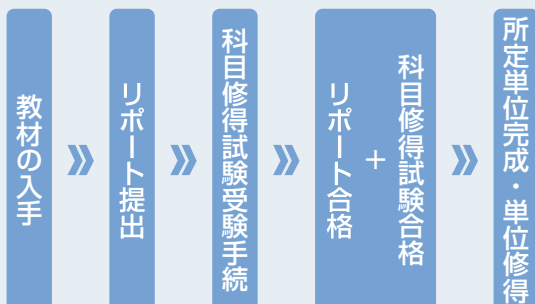 教材の入手
リポート提出
科目修得試験受験手続
リポート合格
+
科目修得試験合格
所定単位完成・単位修得